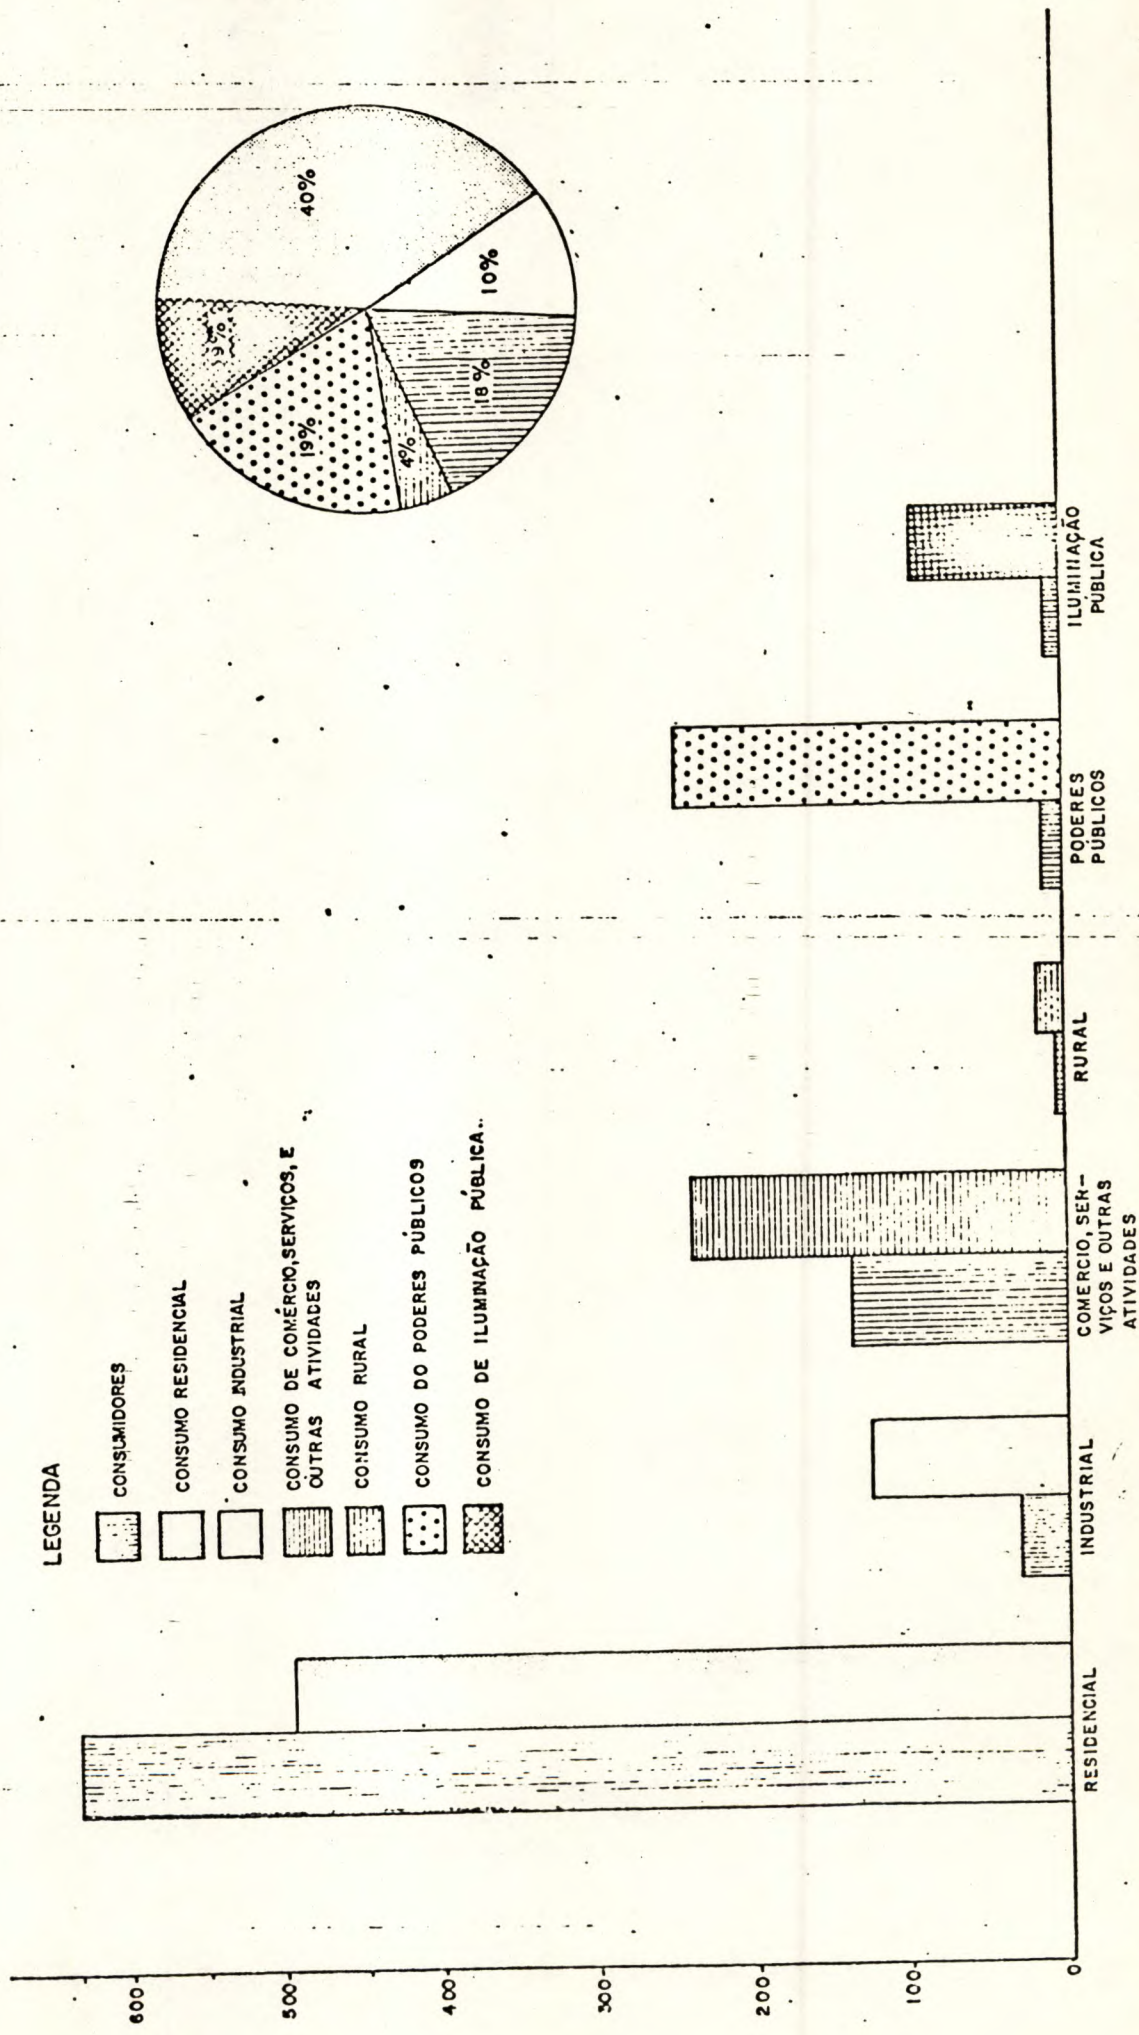 LEGENDA
CONSUMIDORES
CONSUMO RESIDENCIAL
CONSUMO INDUSTRIAL
CONSUMO DE COMÉRCIO, SERVIÇOS, E
OUTRAS ATIVIDADES
CONSUMO RURAL
CONSUMO DO PODERES PÚBLICOS
CONSUMO DE ILUMINAÇÃO PÚBLICA..
40%
10%
18%
4%
19%
9%
600
500
400
300
200
100
0
RESIDENCIAL
INDUSTRIAL
COMERCIO, SER-
VIÇOS E OUTRAS
ATIVIDADES
RURAL
PODERES
PÚBLICOS
ILUMINAÇÃO
PÚBLICA